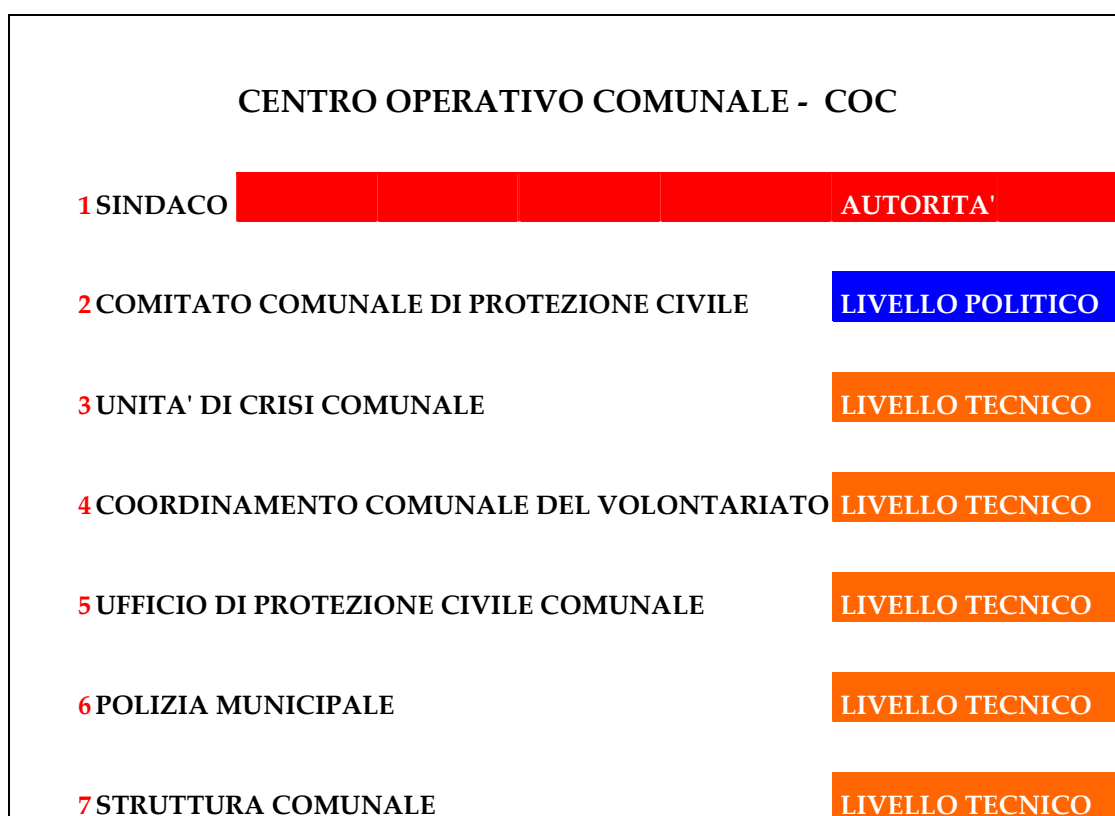 CENTRO OPERATIVO COMUNALE - COC
1 SINDACO AUTORITA'
2 COMITATO COMUNALE DI PROTEZIONE CIVILE LIVELLO POLITICO
3 UNITA' DI CRISI COMUNALE LIVELLO TECNICO
4 COORDINAMENTO COMUNALE DEL VOLONTARIATO LIVELLO TECNICO
5 UFFICIO DI PROTEZIONE CIVILE COMUNALE LIVELLO TECNICO
6 POLIZIA MUNICIPALE LIVELLO TECNICO
7 STRUTTURA COMUNALE LIVELLO TECNICO